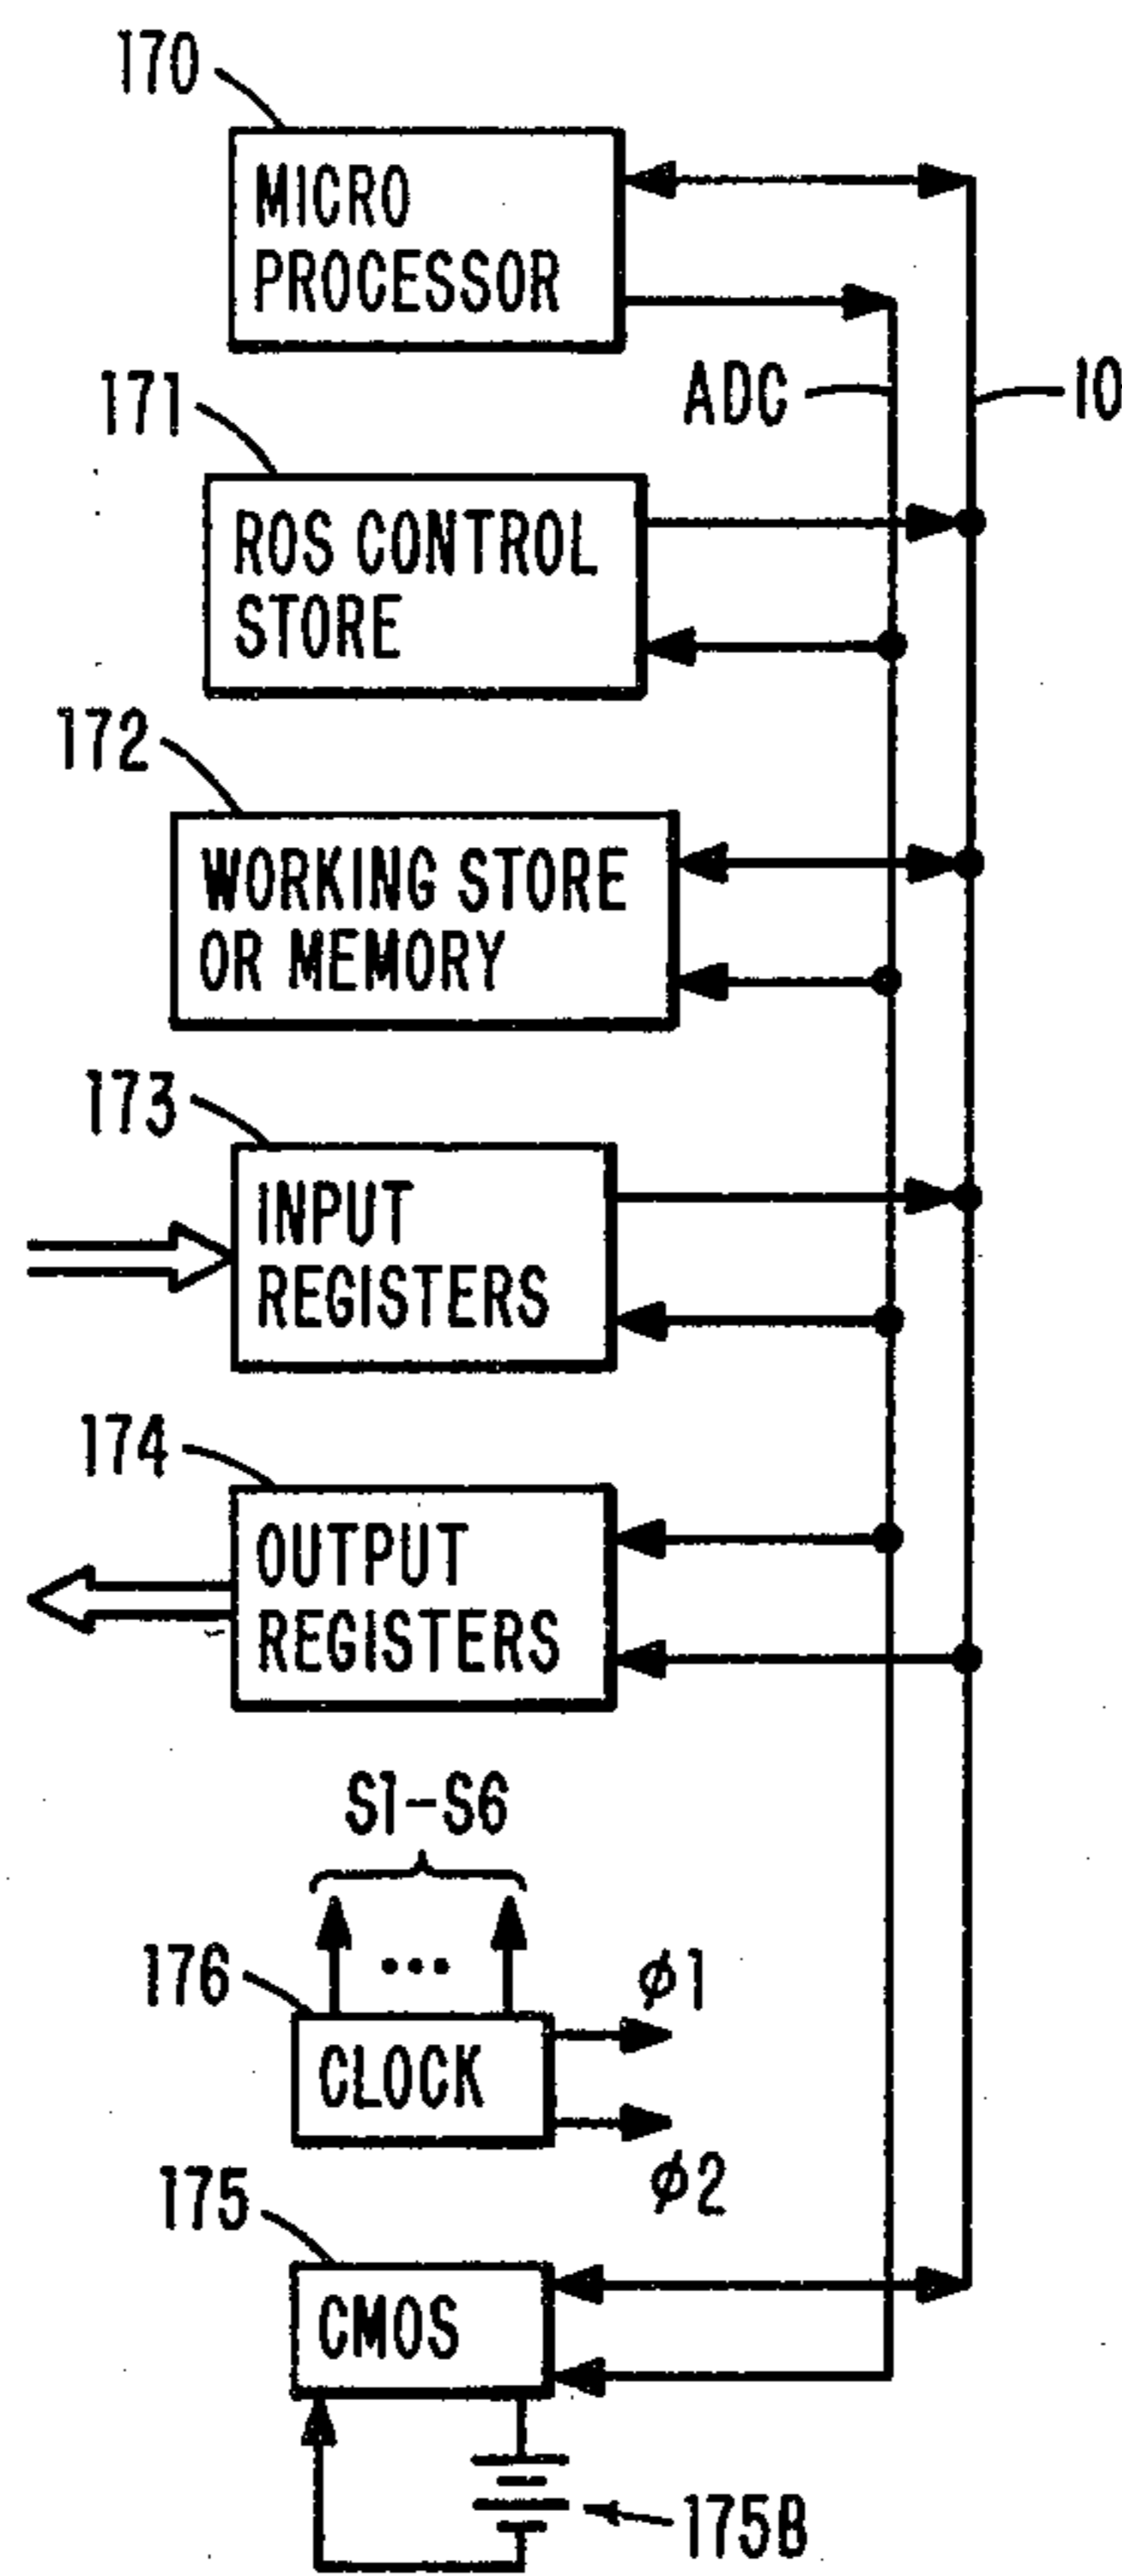 170
MICRO
PROCESSOR
ADC
10
171
ROS CONTROL
STORE
172
WORKING STORE
OR MEMORY
173
INPUT
REGISTERS
174
OUTPUT
REGISTERS
S1-S6
176
...
CLOCK
φ1
φ2
175
CMOS
175B